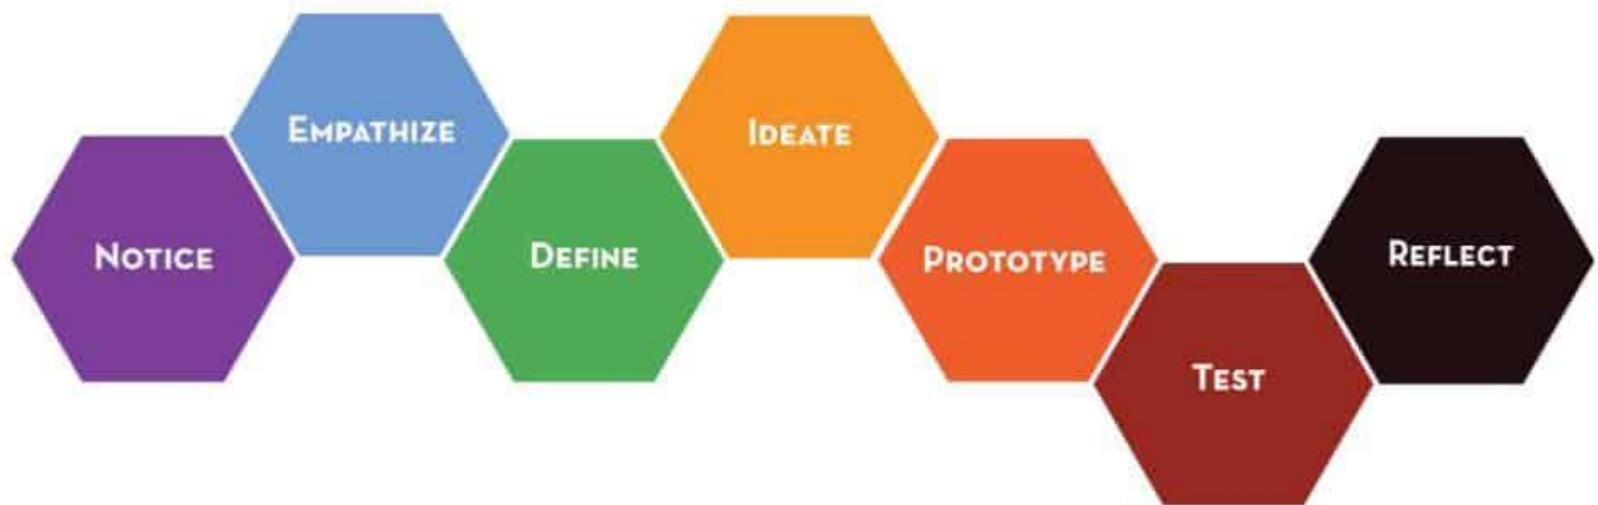 NOTICE
EMPATHIZE
DEFINE
IDEATE
PROTOTYPE
TEST
REFLECT